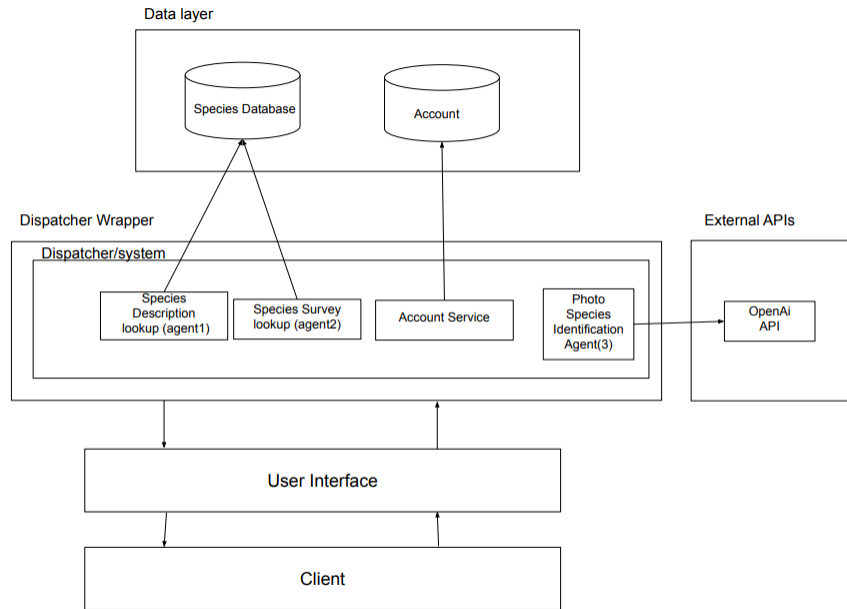 Data layer
Species Database
Account
Dispatcher Wrapper
External APIs
Dispatcher/system
Species
Description
lookup (agent1)
Species Survey
lookup (agent2)
Account Service
Photo
Species
Identification
Agent(3)
OpenAi
API
User Interface
Client